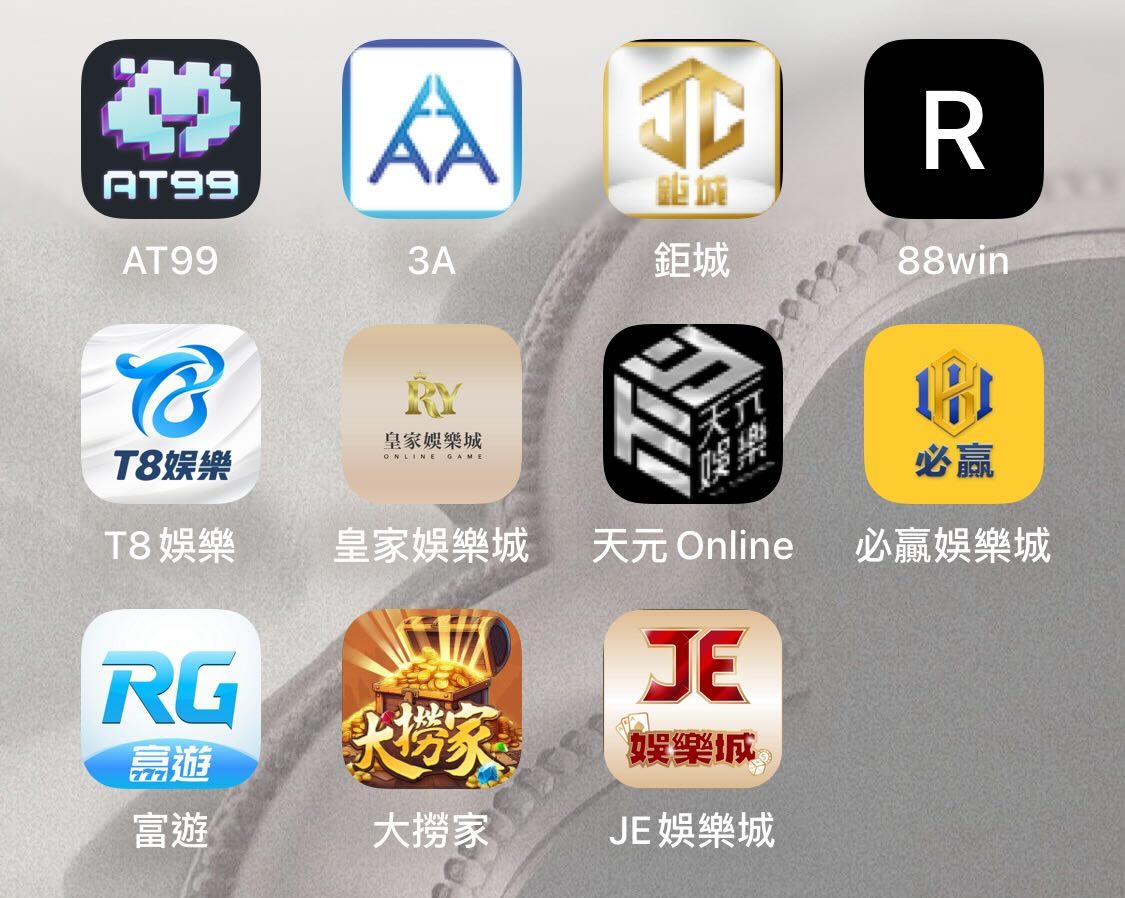 AT99
AT99
3A
AAA
鉅城
JC
鉅城
R
88win
T8娛樂
T8 娛樂
RY
皇家娛樂城
ONLINE GAME
皇家娛樂城
天元
娛樂
天元 Online
必贏
必贏娛樂城
RG
富遊
777
富遊
大撈家
大撈家
JE
娛樂城
JE 娛樂城